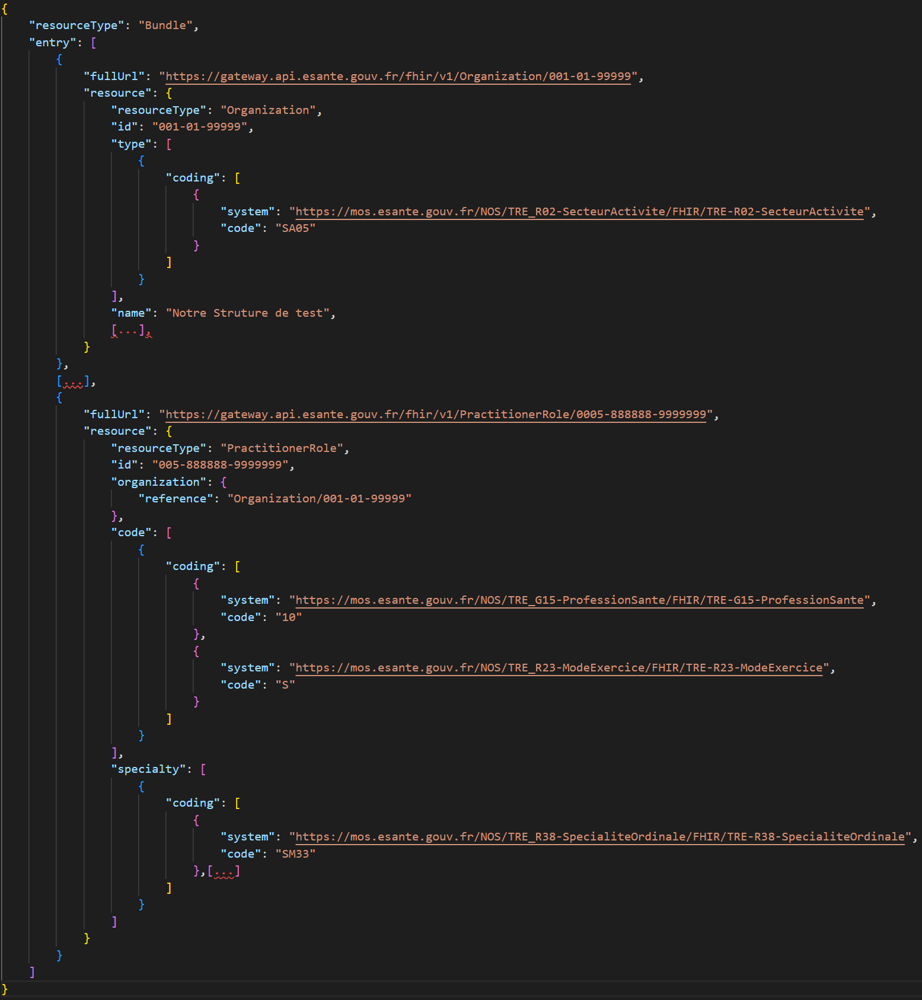 {
    "resourceType": "Bundle",
    "entry": [
        {
            "fullUrl": "https://gateway.api.esante.gouv.fr/fhir/v1/Organization/001-01-99999",
            "resource": {
                "resourceType": "Organization",
                "id": "001-01-99999",
                "type": [
                    {
                        "coding": [
                            {
                                "system": "https://mos.esante.gouv.fr/NOS/TRE_R02-SecteurActivite/FHIR/TRE-R02-SecteurActivite",
                                "code": "SA05"
                            }
                        ]
                    }
                ],
                "name": "Notre Struture de test",
                [...],
            }
        },
        [...],
        {
            "fullUrl": "https://gateway.api.esante.gouv.fr/fhir/v1/PractitionerRole/0005-888888-9999999",
            "resource": {
                "resourceType": "PractitionerRole",
                "id": "005-888888-9999999",
                "organization": {
                    "reference": "Organization/001-01-99999"
                },
                "code": [
                    {
                        "coding": [
                            {
                                "system": "https://mos.esante.gouv.fr/NOS/TRE_G15-ProfessionSante/FHIR/TRE-G15-ProfessionSante",
                                "code": "10"
                            },
                            {
                                "system": "https://mos.esante.gouv.fr/NOS/TRE_R23-ModeExercice/FHIR/TRE-R23-ModeExercice",
                                "code": "S"
                            }
                        ]
                    }
                ],
                "specialty": [
                    {
                        "coding": [
                            {
                                "system": "https://mos.esante.gouv.fr/NOS/TRE_R38-SpecialiteOrdinale/FHIR/TRE-R38-SpecialiteOrdinale",
                                "code": "SM33"
                            },[...]
                        ]
                    }
                ]
            }
        }
    ]
}